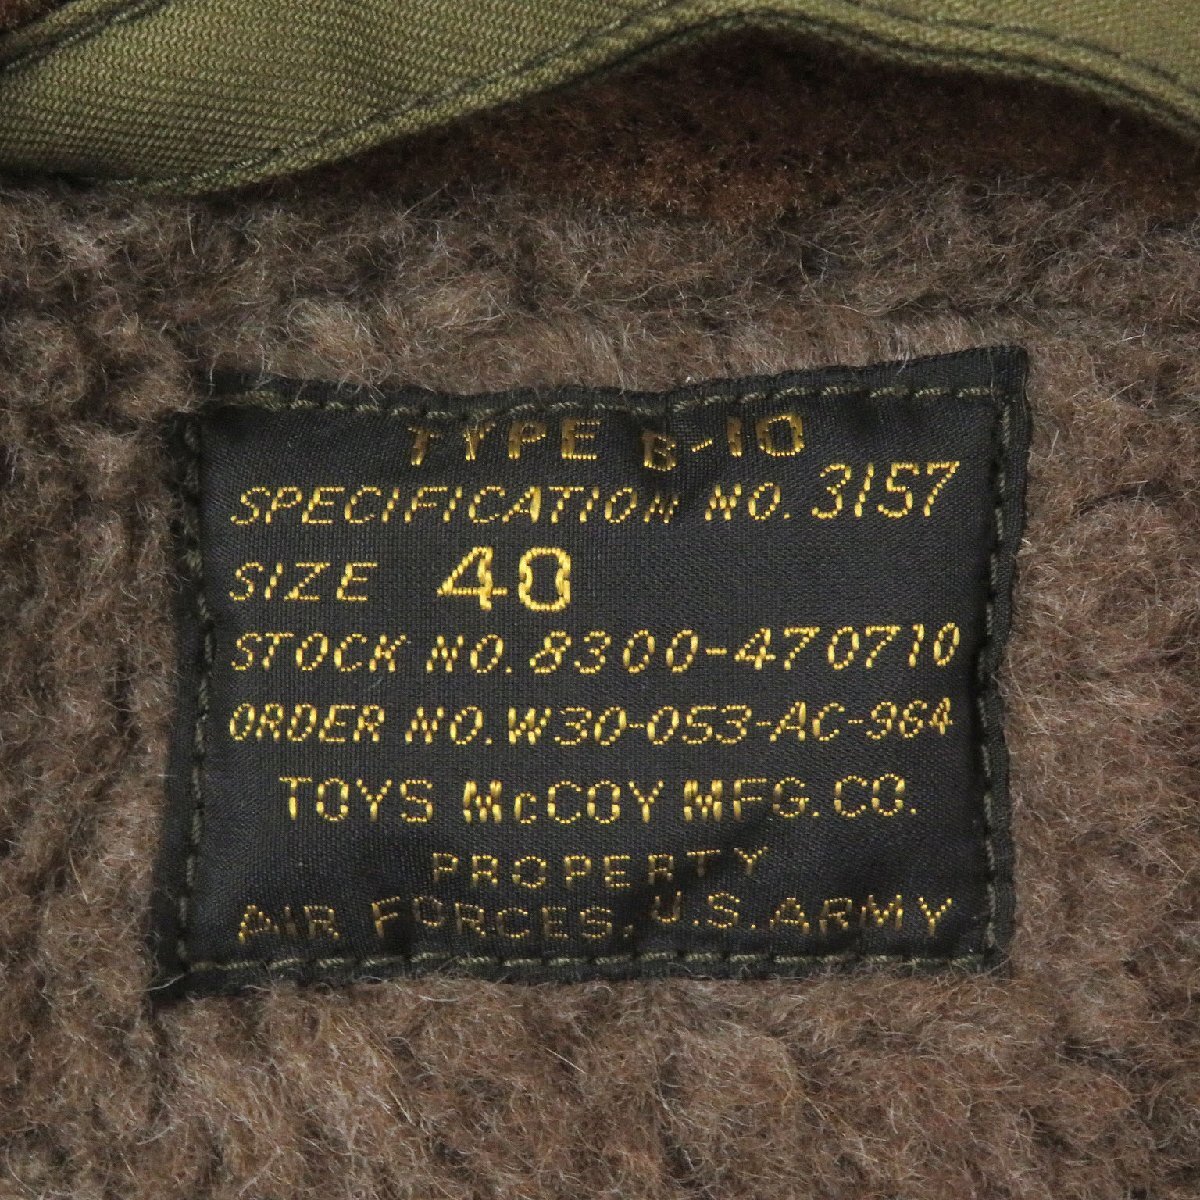 TYPE B-10
SPECIFICATION NO. 3157
SIZE 40
STOCK NO. 8300-470710
ORDER NO. W30-053-AC-964
TOYS McCOY MFG. CO.
PROPERTY
AIR FORCES, U.S. ARMY